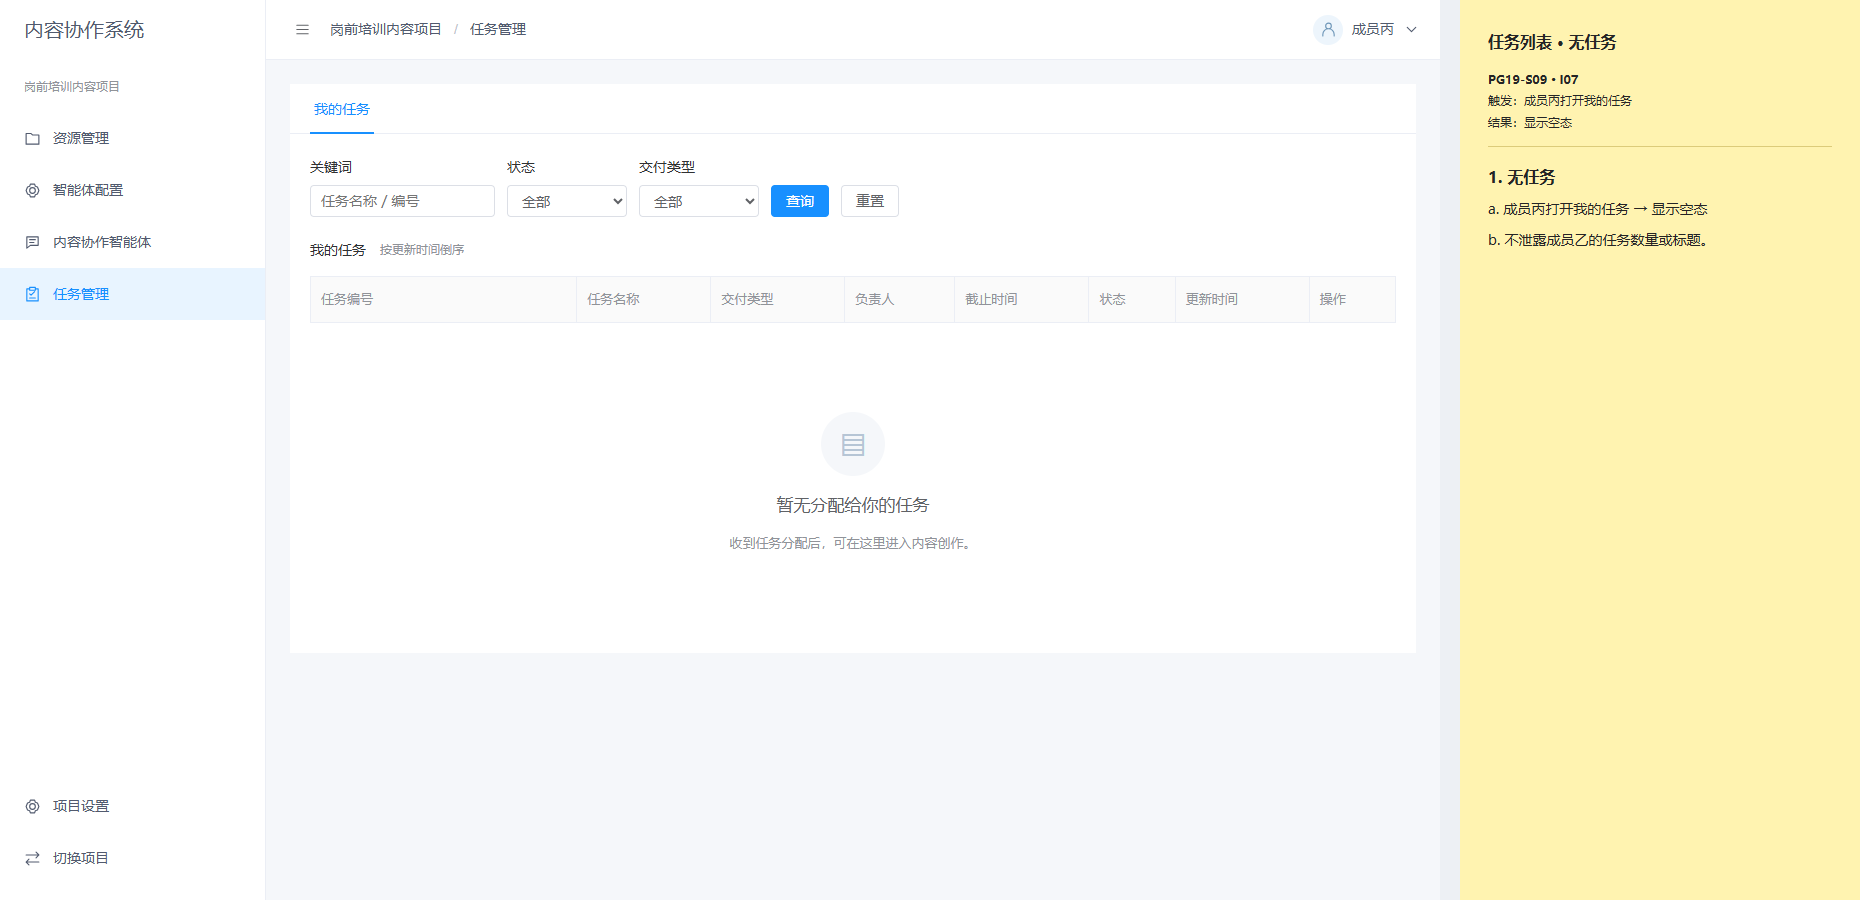 内容协作系统
岗前培训内容项目
资源管理
智能体配置
内容协作智能体
任务管理
项目设置
切换项目
岗前培训内容项目 / 任务管理
成员丙
我的任务
关键词 状态 交付类型
任务名称 / 编号 全部 全部 查询 重置
我的任务 按更新时间倒序
任务编号 任务名称 交付类型 负责人 截止时间 状态 更新时间 操作
暂无分配给你的任务
收到任务分配后，可在这里进入内容创作。
任务列表 • 无任务
PG19-S09 • I07
触发：成员丙打开我的任务
结果：显示空态
1. 无任务
a. 成员丙打开我的任务 → 显示空态
b. 不泄露成员乙的任务数量或标题。